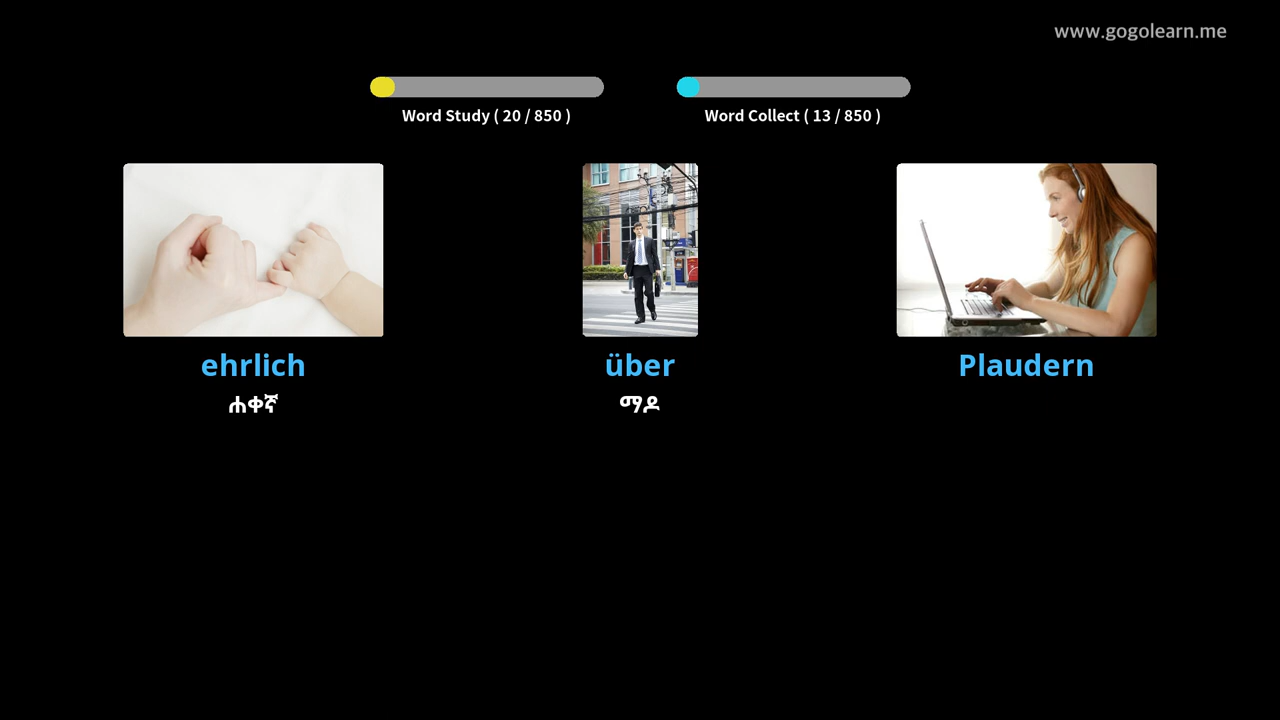 www.gogolearn.me
Word Study ( 20 / 850 )
Word Collect ( 13 / 850 )
ehrlich
ሐቀኛ
über
ማዶ
Plaudern